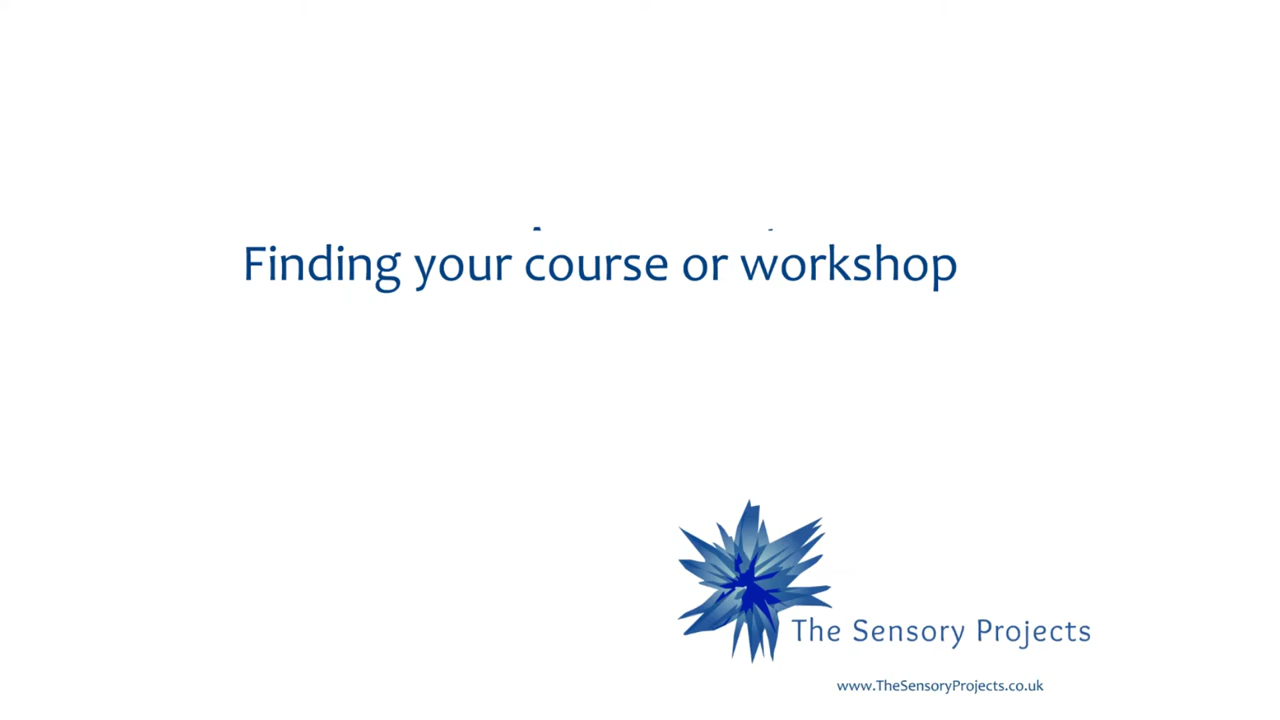 Finding your course or workshop
The Sensory Projects
www.TheSensoryProjects.co.uk